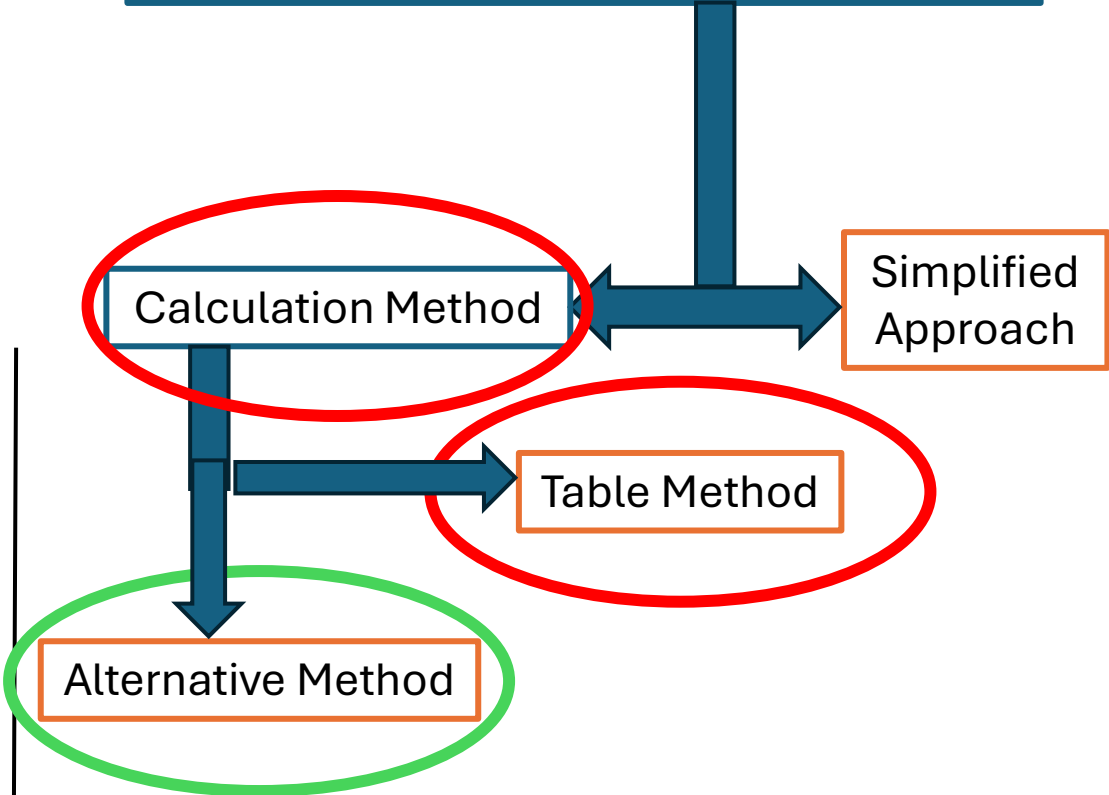 Calculation Method
Simplified
Approach
Table Method
Alternative Method